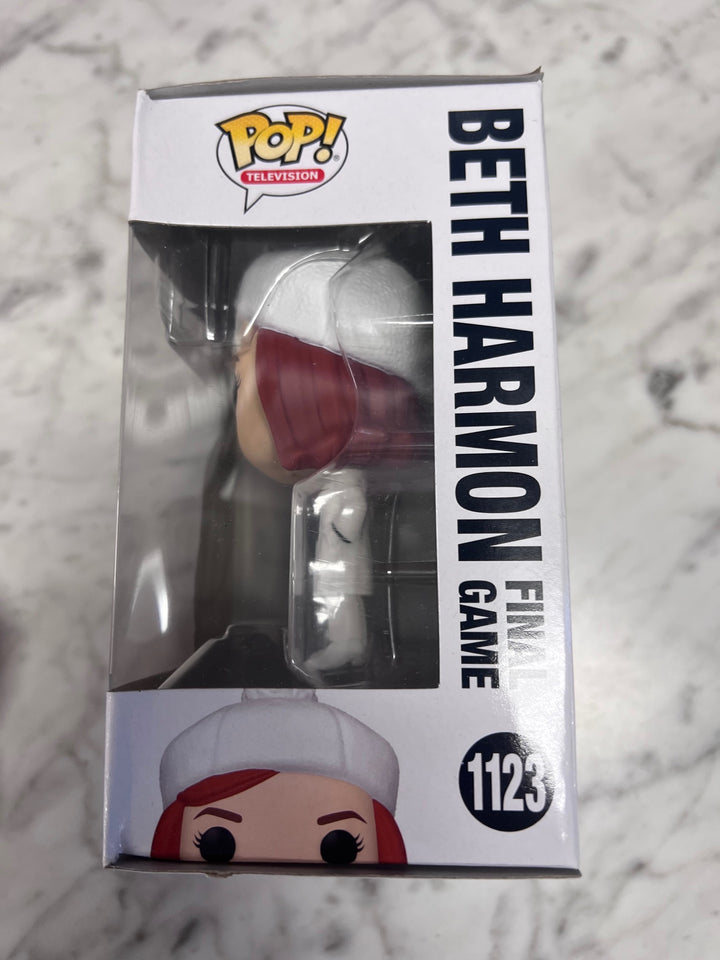 POP!
TELEVISION
BETH HARMON
FINAL
GAME
1123